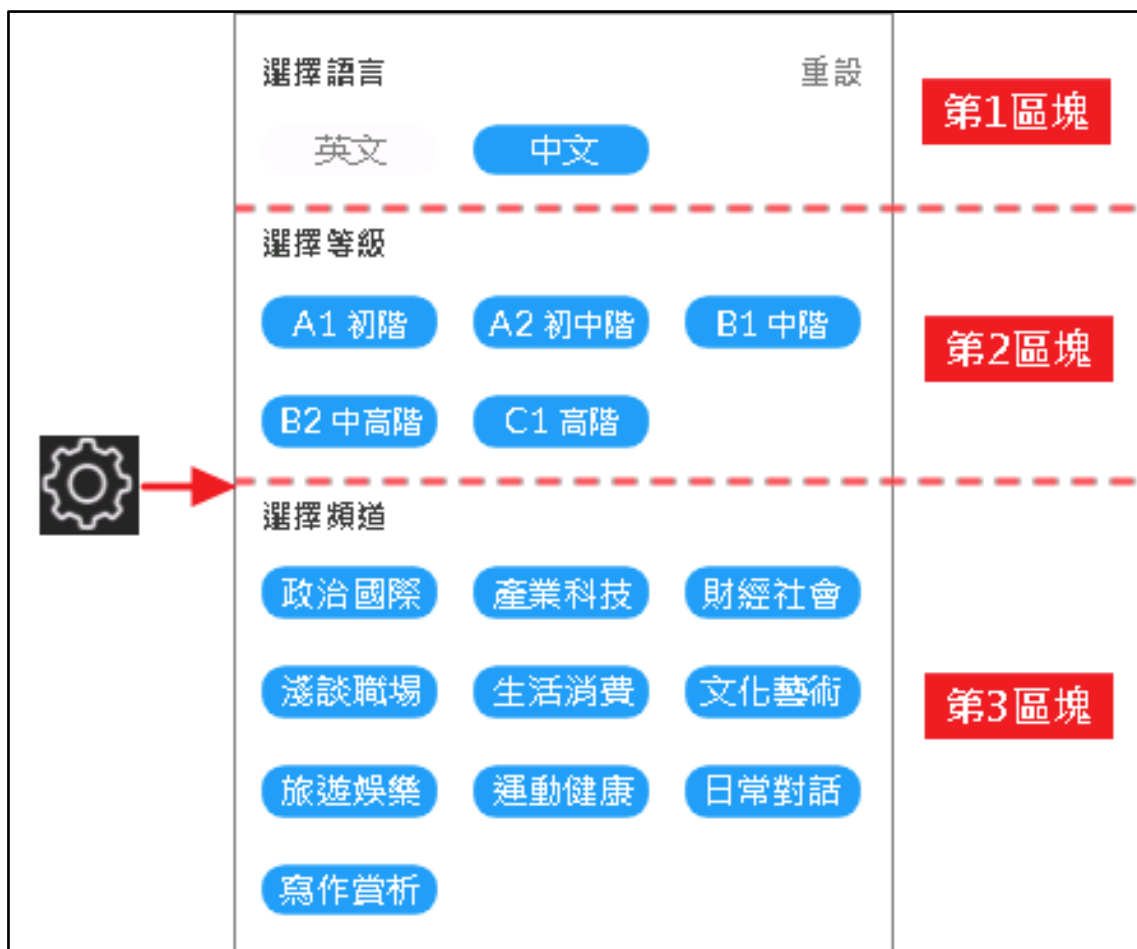 選擇語言 重設
第1區塊
英文 中文
選擇等級
A1 初階 A2 初中階 B1 中階
第2區塊
B2 中高階 C1 高階
選擇頻道
政治國際 產業科技 財經社會
淺談職場 生活消費 文化藝術
第3區塊
旅遊娛樂 運動健康 日常對話
寫作賞析